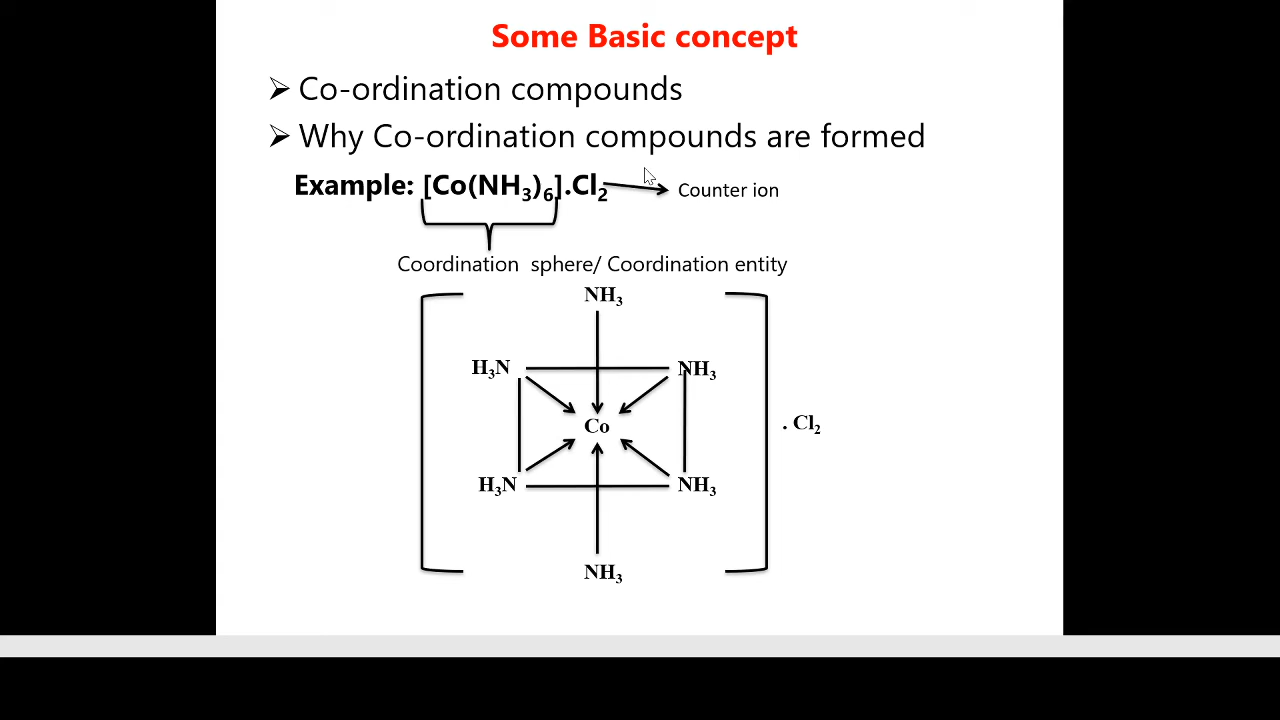 Some Basic concept
➢ Co-ordination compounds
➢ Why Co-ordination compounds are formed
Example: [Co(NH₃)₆].Cl₂
Counter ion
Coordination sphere/ Coordination entity
NH₃
H₃N NH₃
Co
. Cl₂
H₃N NH₃
NH₃